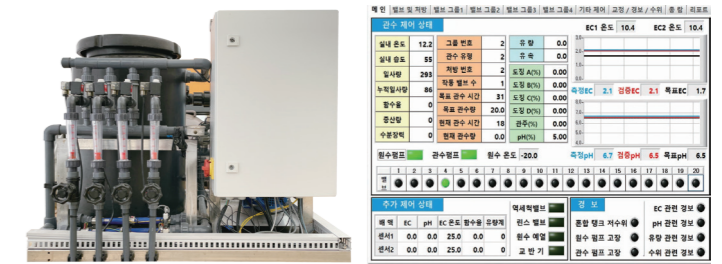 메 인 밸브 및 처방 밸브 그룹1 밸브 그룹2 밸브 그룹3 밸브 그룹4 기타 제어 교정 / 경보 / 수위 종 합 리포트
관수 제어 상태
EC1 온도 10.4 EC2 온도 10.4
실내 온도 12.2 그룹 번호 2 유 량 0.0
실내 습도 55 관수 유형 2 유 속 0.0
일사량 293 처방 번호 2 도징 A(%) 0.00
누적일사량 86 작동 밸브 수 1 도징 B(%) 0.00
함수율 0 목표 관수 시간 31 도징 C(%) 0.00
증산량 0 목표 관수량 20.0 도징 D(%) 0.00
수분장력 0 현재 관수 시간 18 관주(%) 0.00
현재 관수량 0.0 pH(%) 5.00
측정EC 2.1 검증EC 2.1 목표EC 1.7
원수펌프 관수펌프 원수 온도 -20.0
측정pH 6.7 검증pH 6.5 목표pH 6.5
밸브 1 2 3 4 5 6 7 8 9 10 11 12 13 14 15 16 17 18 19 20
추가 제어 상태
배 액 EC pH EC 온도 함수율 유량계
센서1 0.0 0.0 25.0 0.0 0
센서2 0.0 0.0 25.0 0.0 0
역세척밸브
린스 밸브
원수 예열
교 반 기
경 보
EC 관련 경보
혼합 탱크 저수위 pH 관련 경보
원수 펌프 고장 유량 관련 경보
관수 펌프 고장 수위 관련 경보